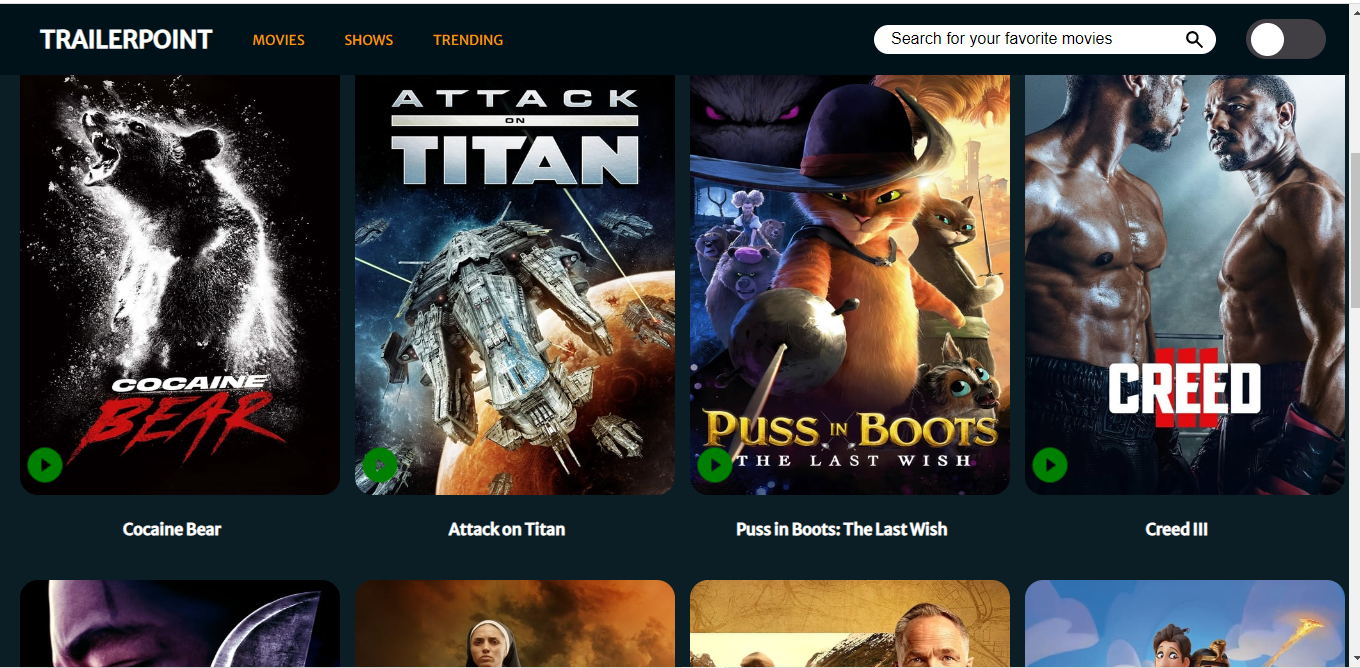 TRAILERPOINT
MOVIES
SHOWS
TRENDING
Search for your favorite movies
COCAINE
BEAR
ATTACK
ON
TITAN
PUSS IN BOOTS
THE LAST WISH
CREED
III
Cocaine Bear
Attack on Titan
Puss in Boots: The Last Wish
Creed III